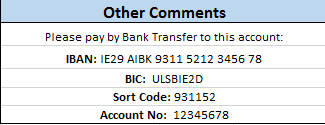 Other Comments
Please pay by Bank Transfer to this account:
IBAN: IE29 AIBK 9311 5212 3456 78
BIC: ULSBIE2D
Sort Code: 931152
Account No: 12345678